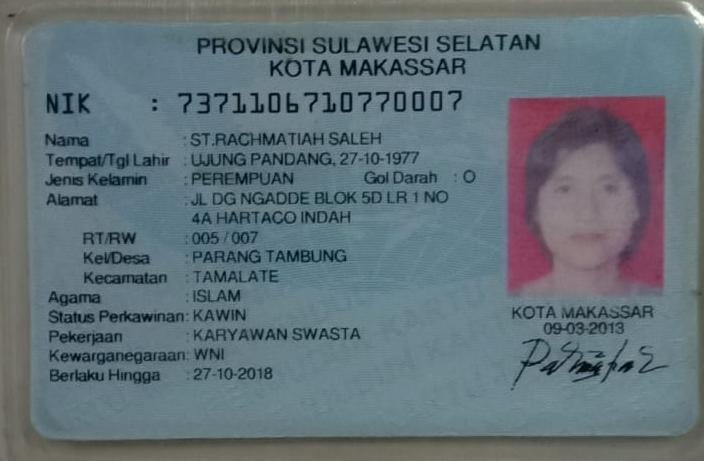 PROVINSI SULAWESI SELATAN
KOTA MAKASSAR
NIK : 7371106710770007
Nama : ST.RACHMATIAH SALEH
Tempat/Tgl Lahir : UJUNG PANDANG, 27-10-1977
Jenis Kelamin : PEREMPUAN Gol Darah : O
Alamat : JL DG NGADDE BLOK 5D LR 1 NO
4A HARTACO INDAH
RT/RW : 005 / 007
Kel/Desa : PARANG TAMBUNG
Kecamatan : TAMALATE
Agama : ISLAM
Status Perkawinan: KAWIN
Pekerjaan : KARYAWAN SWASTA
Kewarganegaraan: WNI
Berlaku Hingga : 27-10-2018
KOTA MAKASSAR
09-03-2013